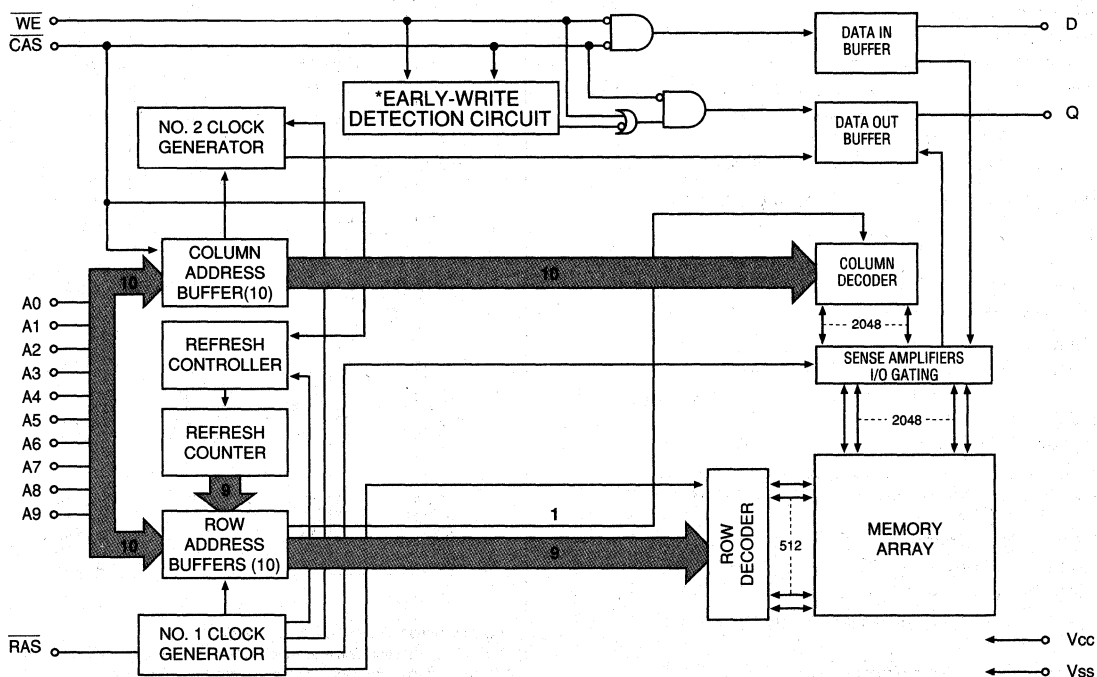 WE
CAS
D
DATA IN
BUFFER
*EARLY-WRITE
DETECTION CIRCUIT
Q
DATA OUT
BUFFER
NO. 2 CLOCK
GENERATOR
COLUMN
ADDRESS
BUFFER(10)
10
10
COLUMN
DECODER
A0
A1
A2
A3
A4
A5
A6
A7
A8
A9
REFRESH
CONTROLLER
2048
SENSE AMPLIFIERS
I/O GATING
REFRESH
COUNTER
2048
9
ROW
ADDRESS
BUFFERS (10)
10
1
9
ROW
DECODER
512
MEMORY
ARRAY
RAS
NO. 1 CLOCK
GENERATOR
Vcc
Vss